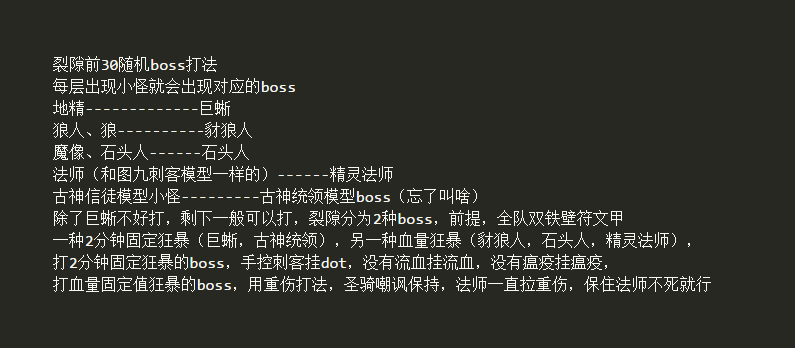 裂隙前30随机boss打法
每层出现小怪就会出现对应的boss
地精-------------巨蜥
狼人、狼----------豺狼人
魔像、石头人------石头人
法师（和图九刺客模型一样的）------精灵法师
古神信徒模型小怪---------古神统领模型boss（忘了叫啥）
除了巨蜥不好打，剩下一般可以打，裂隙分为2种boss，前提，全队双铁壁符文甲
一种2分钟固定狂暴（巨蜥，古神统领），另一种血量狂暴（豺狼人，石头人，精灵法师），
打2分钟固定狂暴的boss，手控刺客挂dot，没有流血挂流血，没有瘟疫挂瘟疫，
打血量固定值狂暴的boss，用重伤打法，圣骑嘲讽保持，法师一直拉重伤，保住法师不死就行